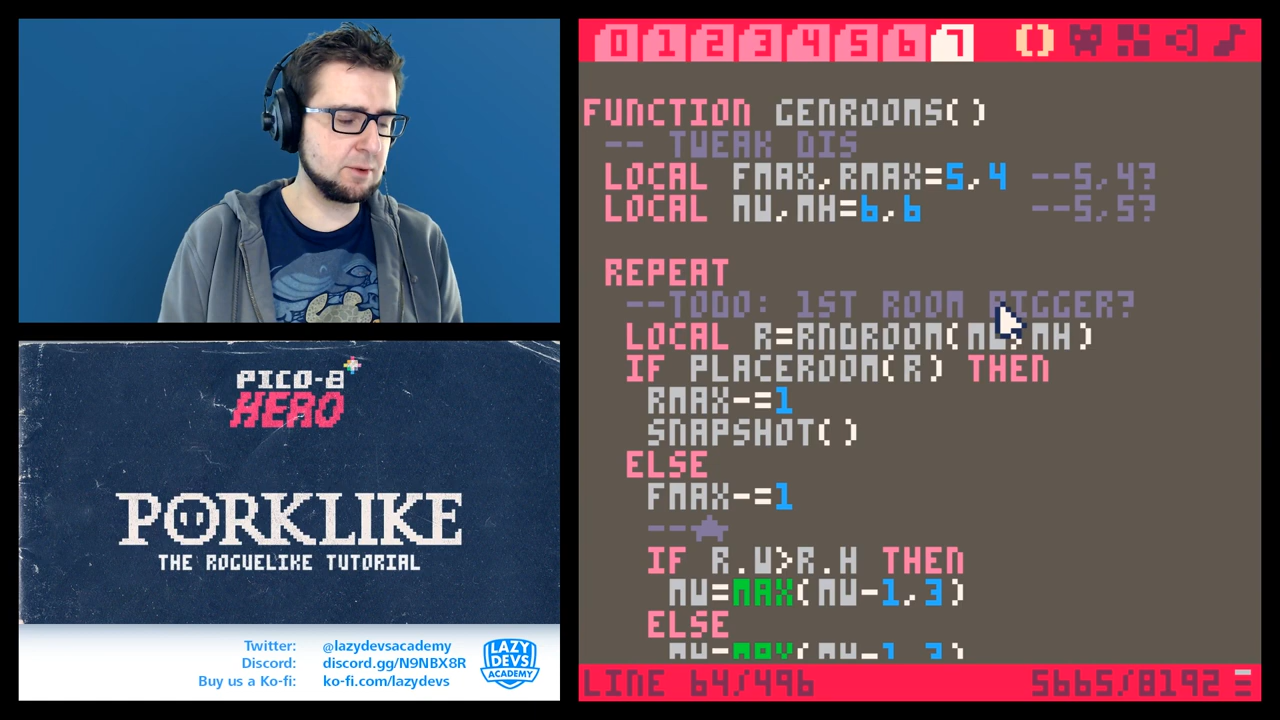 0 1 2 3 4 5 6 7 ()
FUNCTION GENROOMS()
-- TWEAK DIS
LOCAL FMAX,RMAX=5,4 --5,4?
LOCAL MW,MH=6,6 --5,5?
REPEAT
--TODO: 1ST ROOM BIGGER?
LOCAL R=RNDROOM(MW,MH)
IF PLACEROOM(R) THEN
RMAX-=1
SNAPSHOT()
ELSE
FMAX-=1
--
IF R.W>R.H THEN
MW=MAX(MW-1,3)
ELSE
LINE 64/496 5665/8192
PICO-8
HERO
PORKLIKE
THE ROGUELIKE TUTORIAL
Twitter: @lazydevsacademy
Discord: discord.gg/N9NBX8R
Buy us a Ko-fi: ko-fi.com/lazydevs
LAZY
DEVS
ACADEMY